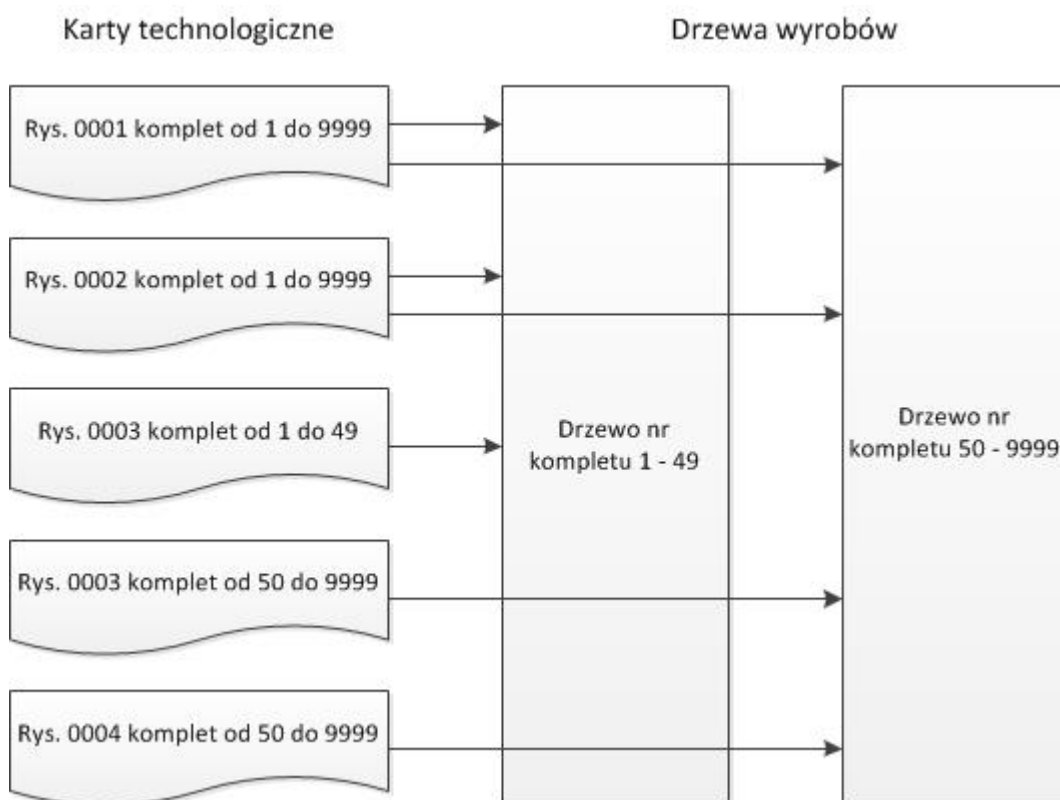 Karty technologiczne
Drzewa wyrobów
Rys. 0001 komplet od 1 do 9999
Rys. 0002 komplet od 1 do 9999
Rys. 0003 komplet od 1 do 49
Drzewo nr
kompletu 1 - 49
Drzewo nr
kompletu 50 - 9999
Rys. 0003 komplet od 50 do 9999
Rys. 0004 komplet od 50 do 9999